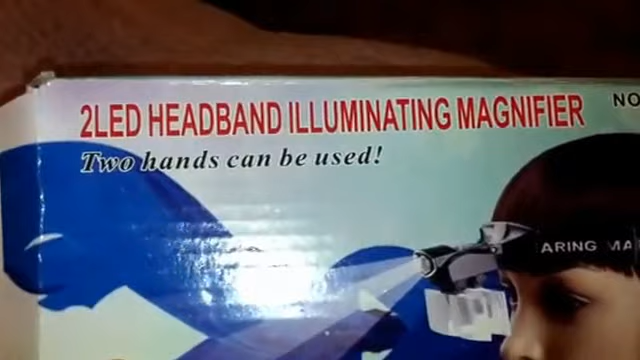 2LED HEADBAND ILLUMINATING MAGNIFIER NO
Two hands can be used!
ARING MA